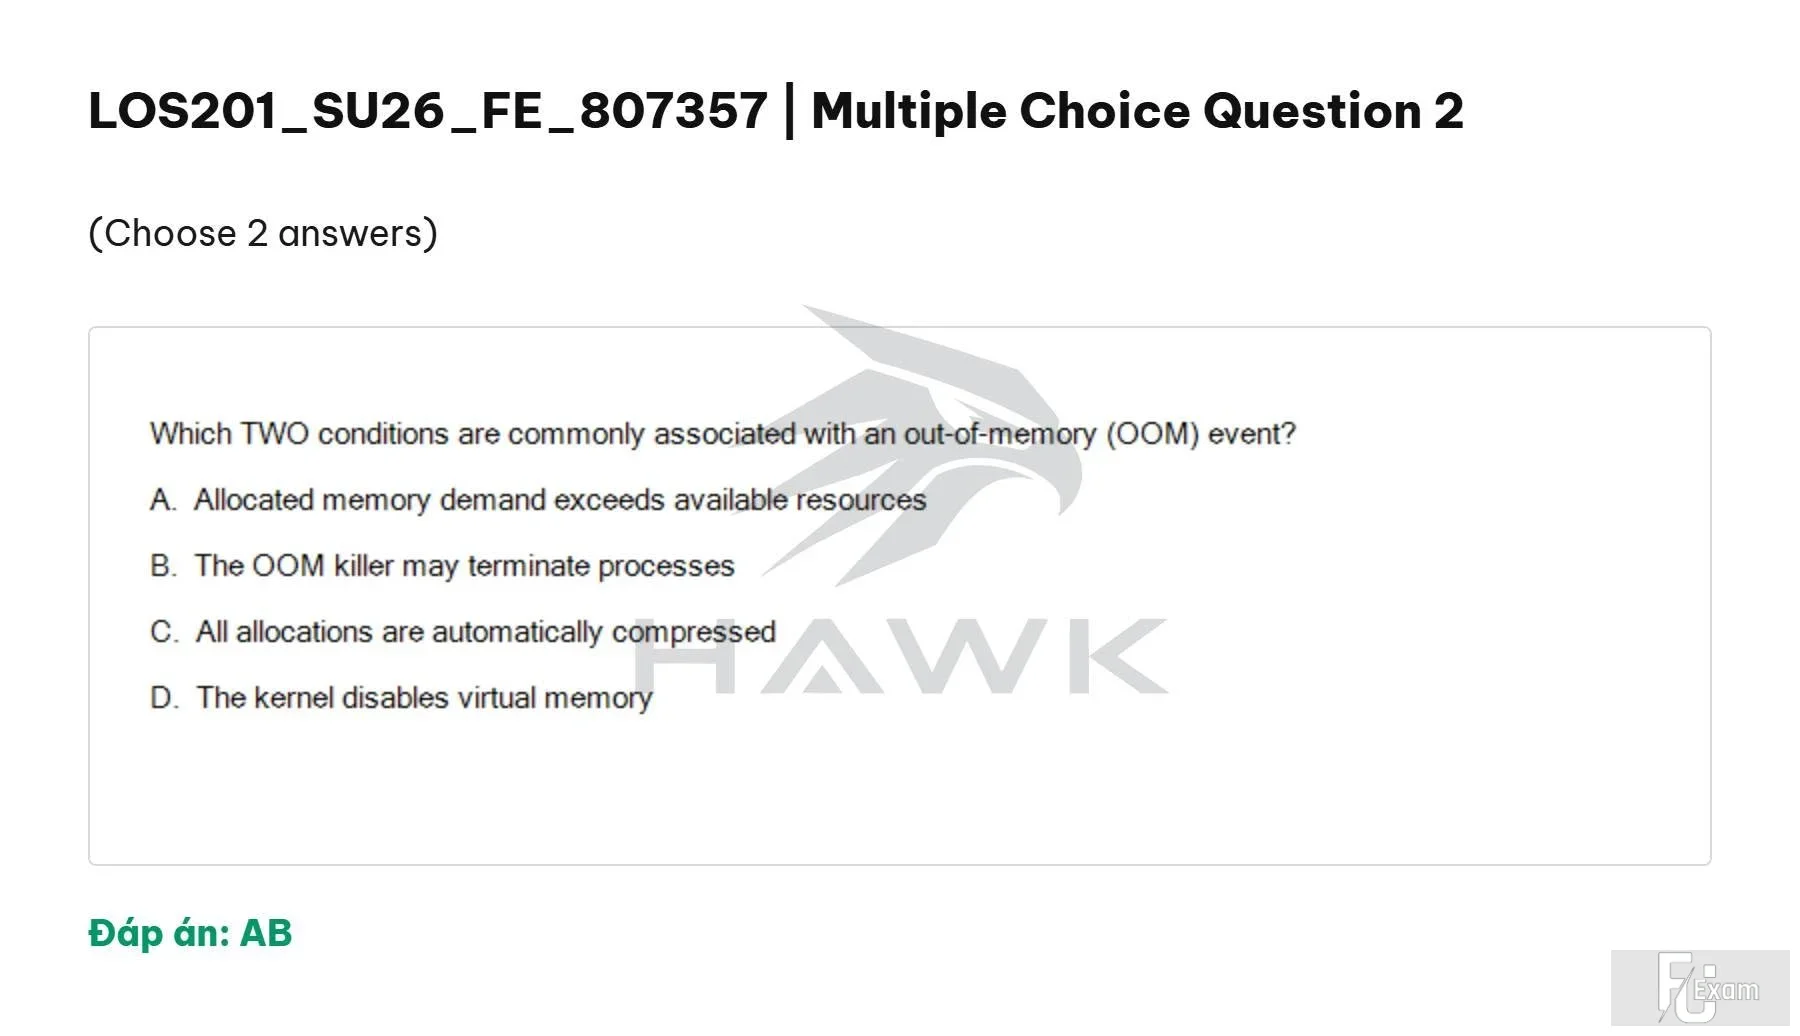 LOS201_SU26_FE_807357 | Multiple Choice Question 2
(Choose 2 answers)
Which TWO conditions are commonly associated with an out-of-memory (OOM) event?
A. Allocated memory demand exceeds available resources
B. The OOM killer may terminate processes
C. All allocations are automatically compressed
D. The kernel disables virtual memory
HAWK
Đáp án: AB
FU Exam